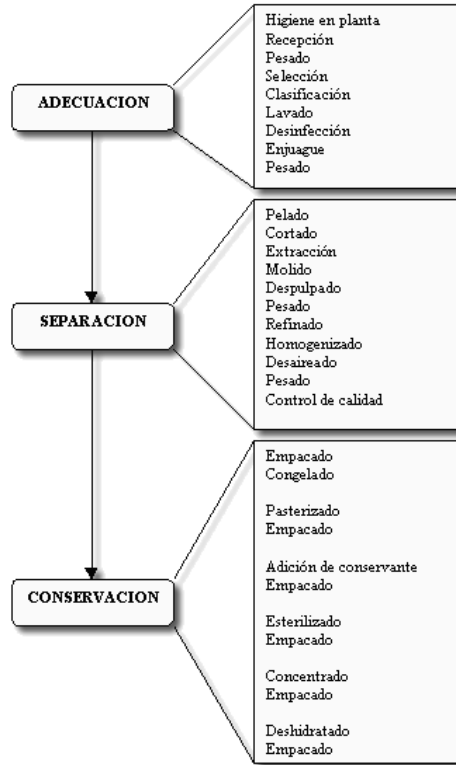 ADECUACION
Higiene en planta
Recepción
Pesado
Selección
Clasificación
Lavado
Desinfección
Enjuague
Pesado
SEPARACION
Pelado
Cortado
Extracción
Molido
Despulpado
Pesado
Refinado
Homogenizado
Desaireado
Pesado
Control de calidad
CONSERVACION
Empacado
Congelado
Pasterizado
Empacado
Adición de conservante
Empacado
Esterilizado
Empacado
Concentrado
Empacado
Deshidratado
Empacado